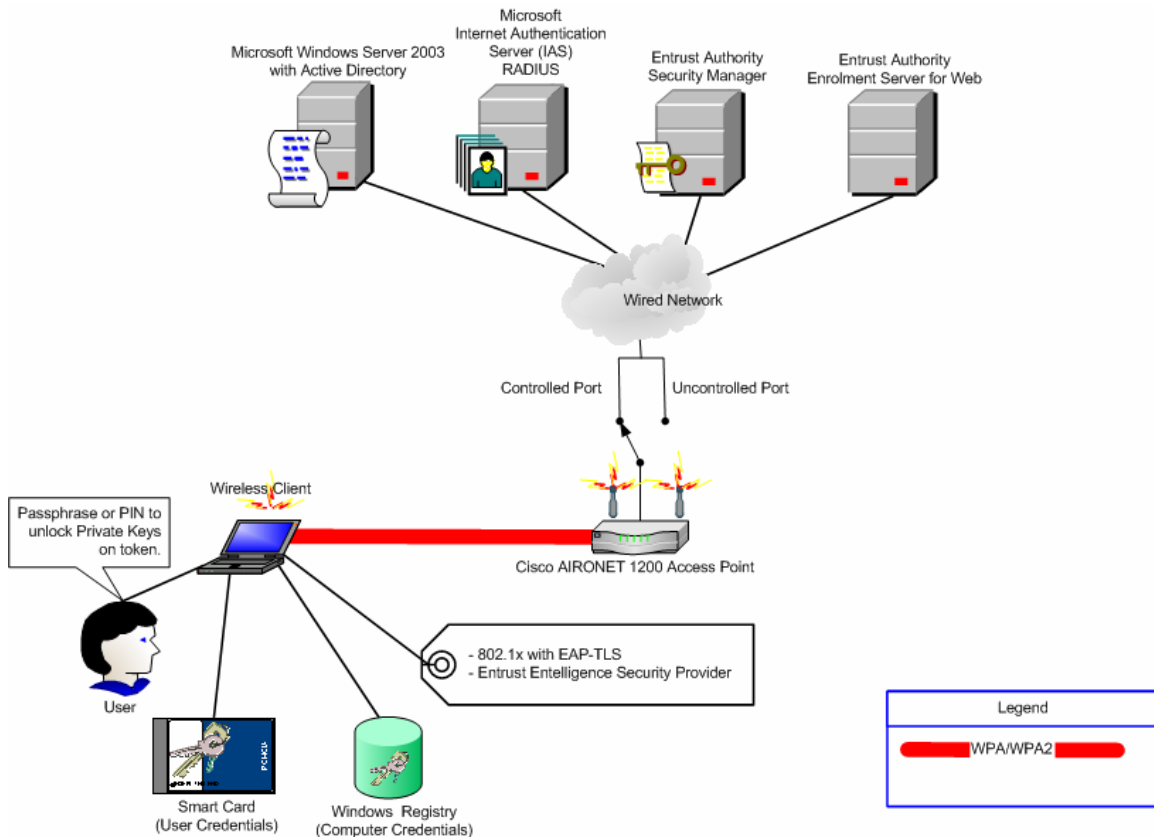 Microsoft
Internet Authentication
Server (IAS)
RADIUS
Microsoft Windows Server 2003
with Active Directory
Entrust Authority
Security Manager
Entrust Authority
Enrolment Server for Web
Wired Network
Controlled Port
Uncontrolled Port
Wireless Client
Passphrase or PIN to
unlock Private Keys
on token.
Cisco AIRONET 1200 Access Point
- 802.1x with EAP-TLS
- Entrust Entelligence Security Provider
User
Legend
WPA/WPA2
Smart Card
(User Credentials)
Windows Registry
(Computer Credentials)